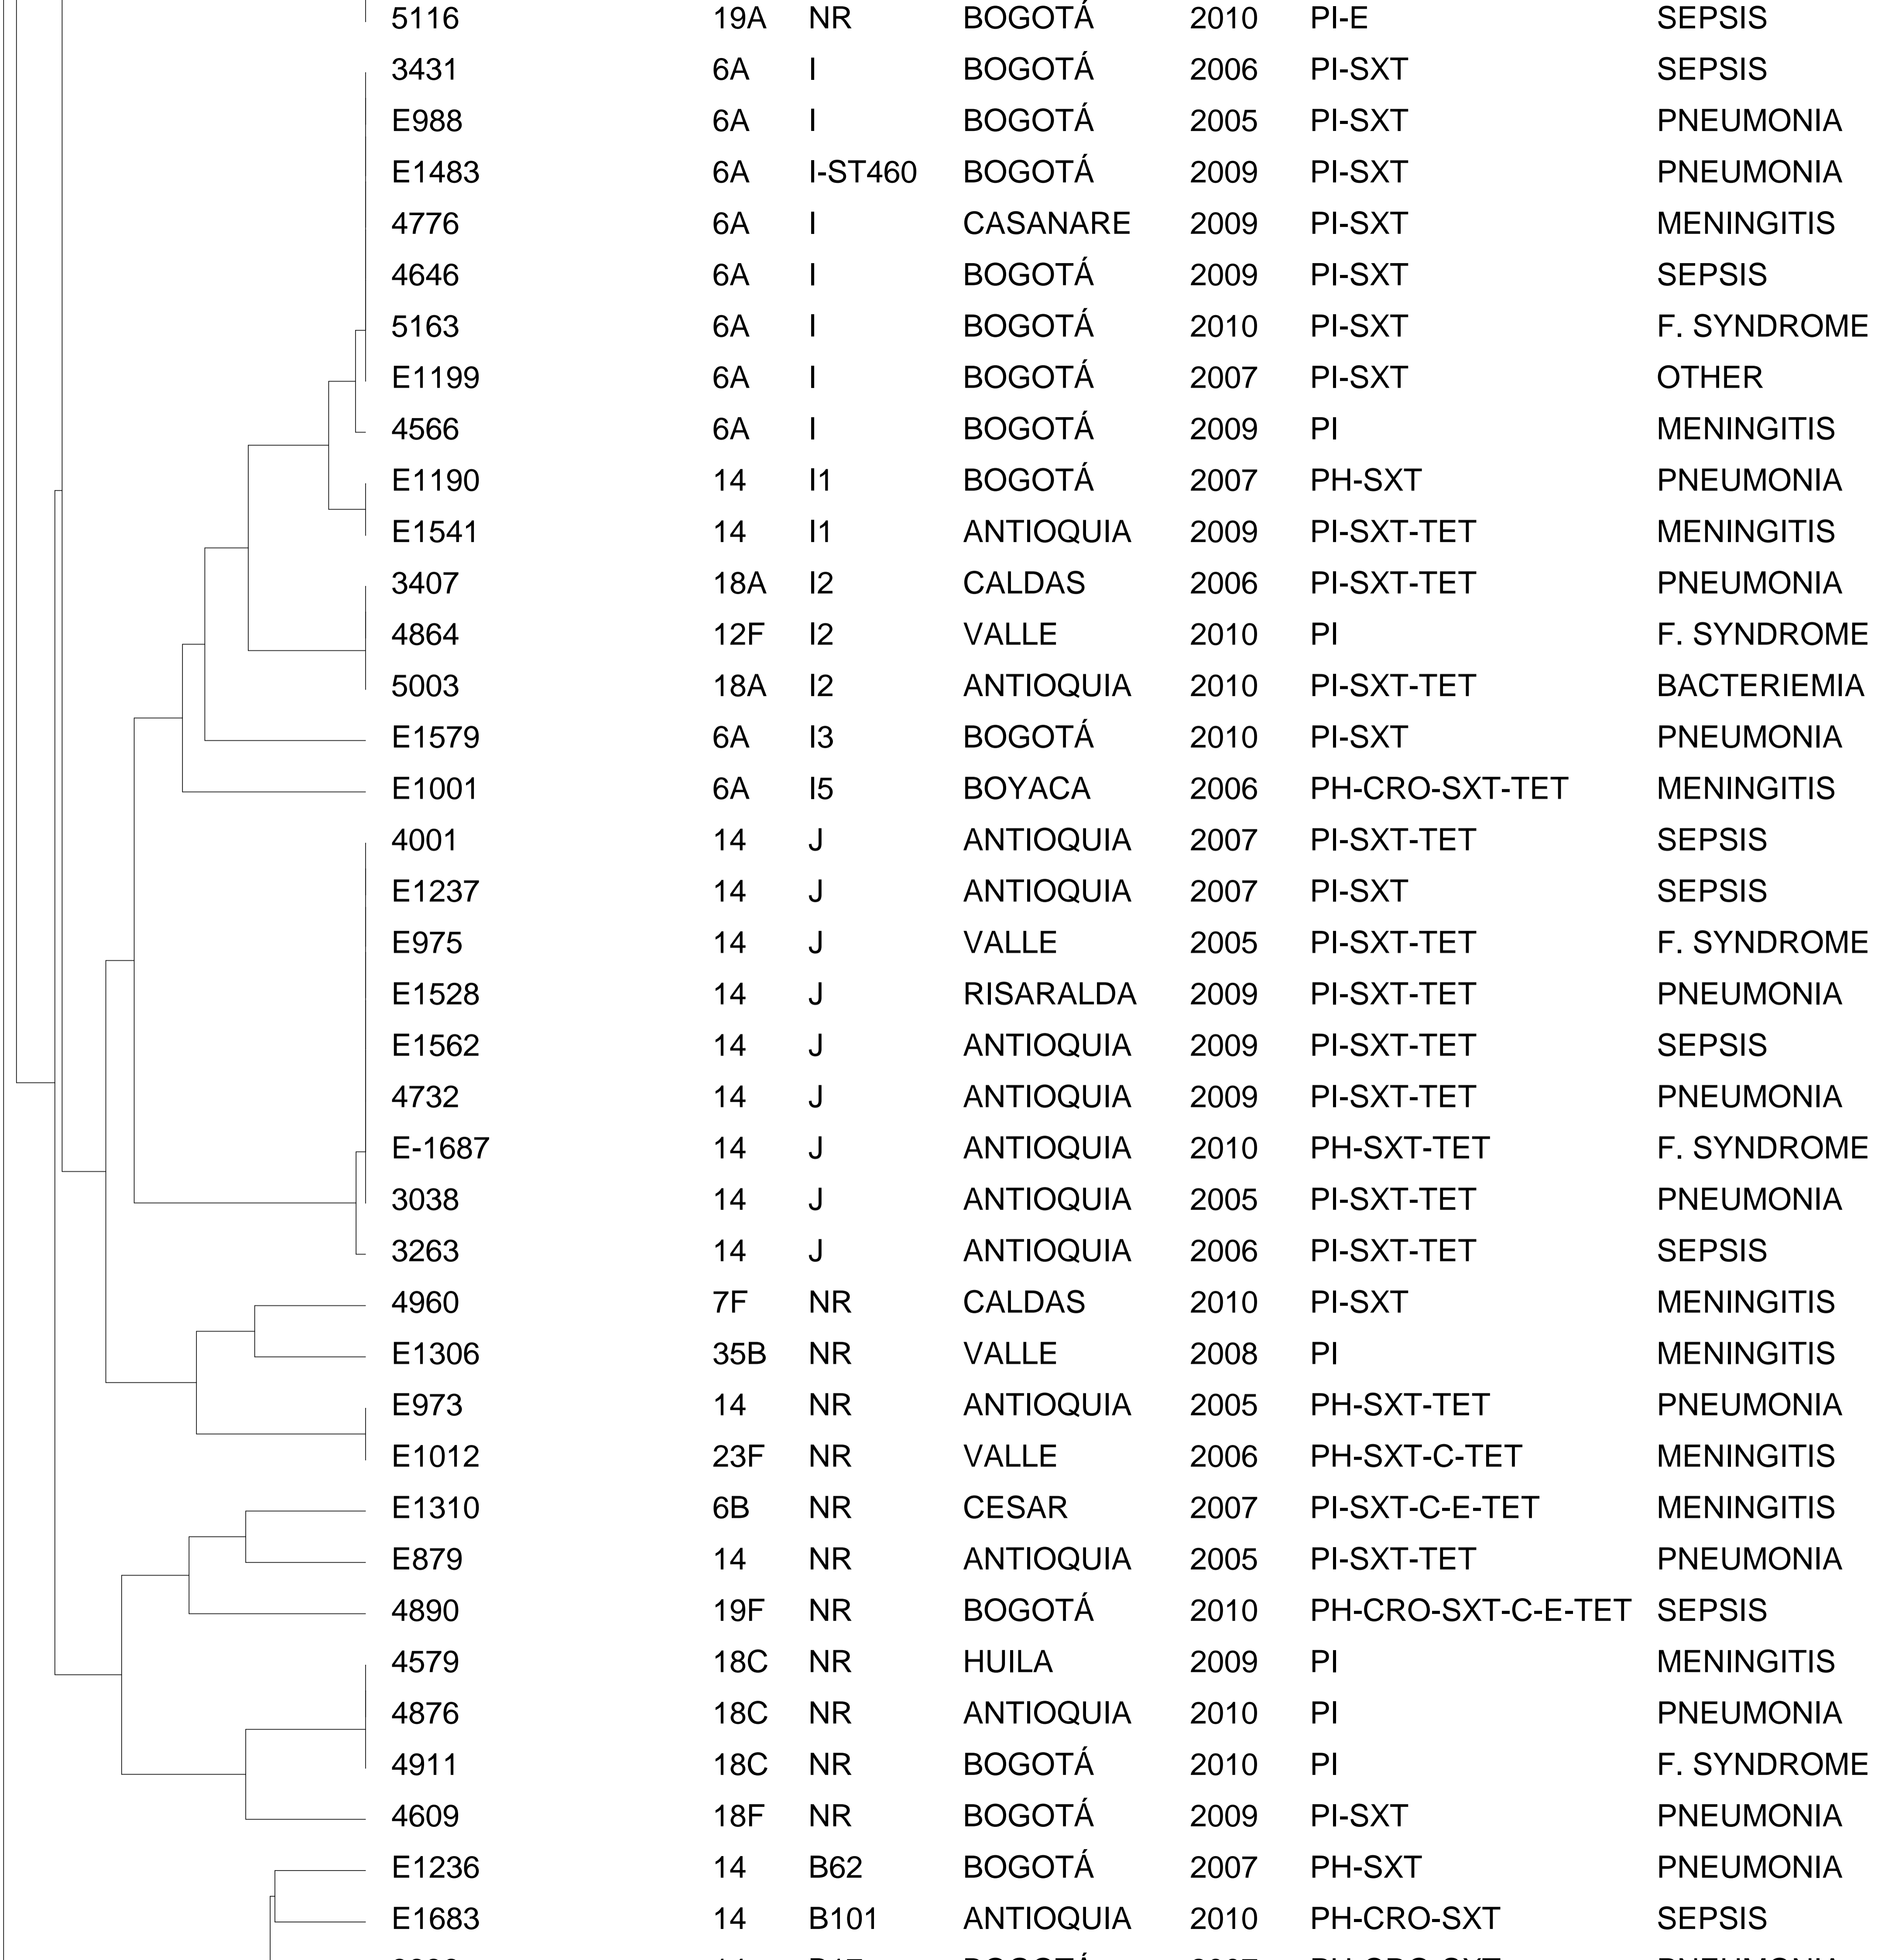 5116 19A NR BOGOTÁ 2010 PI-E SEPSIS
3431 6A I BOGOTÁ 2006 PI-SXT SEPSIS
E988 6A I BOGOTÁ 2005 PI-SXT PNEUMONIA
E1483 6A I-ST460 BOGOTÁ 2009 PI-SXT PNEUMONIA
4776 6A I CASANARE 2009 PI-SXT MENINGITIS
4646 6A I BOGOTÁ 2009 PI-SXT SEPSIS
5163 6A I BOGOTÁ 2010 PI-SXT F. SYNDROME
E1199 6A I BOGOTÁ 2007 PI-SXT OTHER
4566 6A I BOGOTÁ 2009 PI MENINGITIS
E1190 14 I1 BOGOTÁ 2007 PH-SXT PNEUMONIA
E1541 14 I1 ANTIOQUIA 2009 PI-SXT-TET MENINGITIS
3407 18A I2 CALDAS 2006 PI-SXT-TET PNEUMONIA
4864 12F I2 VALLE 2010 PI F. SYNDROME
5003 18A I2 ANTIOQUIA 2010 PI-SXT-TET BACTERIEMIA
E1579 6A I3 BOGOTÁ 2010 PI-SXT PNEUMONIA
E1001 6A I5 BOYACA 2006 PH-CRO-SXT-TET MENINGITIS
4001 14 J ANTIOQUIA 2007 PI-SXT-TET SEPSIS
E1237 14 J ANTIOQUIA 2007 PI-SXT SEPSIS
E975 14 J VALLE 2005 PI-SXT-TET F. SYNDROME
E1528 14 J RISARALDA 2009 PI-SXT-TET PNEUMONIA
E1562 14 J ANTIOQUIA 2009 PI-SXT-TET SEPSIS
4732 14 J ANTIOQUIA 2009 PI-SXT-TET PNEUMONIA
E-1687 14 J ANTIOQUIA 2010 PH-SXT-TET F. SYNDROME
3038 14 J ANTIOQUIA 2005 PI-SXT-TET PNEUMONIA
3263 14 J ANTIOQUIA 2006 PI-SXT-TET SEPSIS
4960 7F NR CALDAS 2010 PI-SXT MENINGITIS
E1306 35B NR VALLE 2008 PI MENINGITIS
E973 14 NR ANTIOQUIA 2005 PH-SXT-TET PNEUMONIA
E1012 23F NR VALLE 2006 PH-SXT-C-TET MENINGITIS
E1310 6B NR CESAR 2007 PI-SXT-C-E-TET MENINGITIS
E879 14 NR ANTIOQUIA 2005 PI-SXT-TET PNEUMONIA
4890 19F NR BOGOTÁ 2010 PH-CRO-SXT-C-E-TET SEPSIS
4579 18C NR HUILA 2009 PI MENINGITIS
4876 18C NR ANTIOQUIA 2010 PI PNEUMONIA
4911 18C NR BOGOTÁ 2010 PI F. SYNDROME
4609 18F NR BOGOTÁ 2009 PI-SXT PNEUMONIA
E1236 14 B62 BOGOTÁ 2007 PH-SXT PNEUMONIA
E1683 14 B101 ANTIOQUIA 2010 PH-CRO-SXT SEPSIS